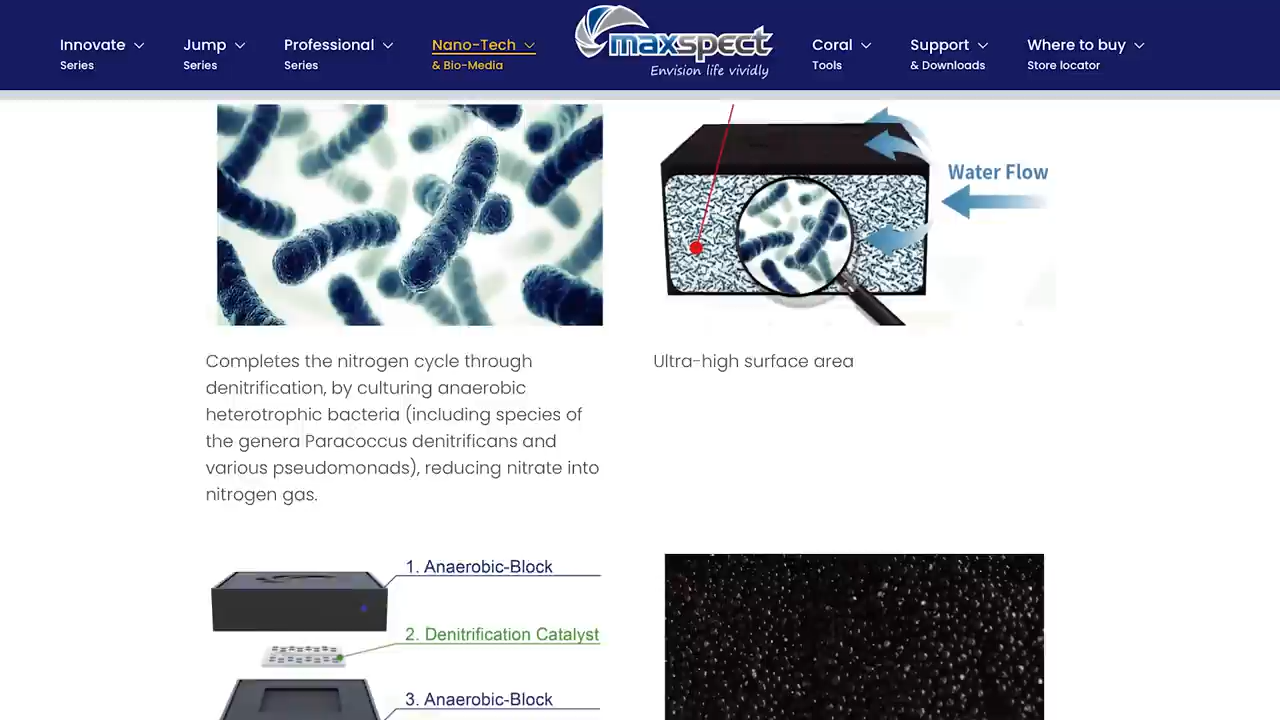 Innovate
Series
Jump
Series
Professional
Series
Nano-Tech
& Bio-Media
maxspect
Envision life vividly
Coral
Tools
Support
& Downloads
Where to buy
Store locator
Water Flow
Completes the nitrogen cycle through
denitrification, by culturing anaerobic
heterotrophic bacteria (including species of
the genera Paracoccus denitrificans and
various pseudomonads), reducing nitrate into
nitrogen gas.
Ultra-high surface area
1. Anaerobic-Block
2. Denitrification Catalyst
3. Anaerobic-Block